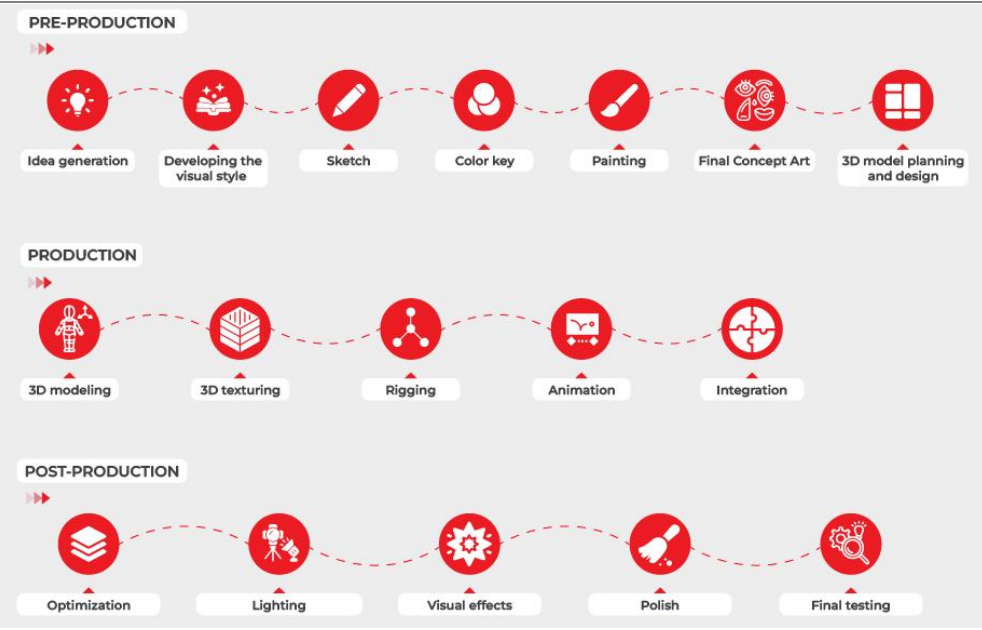 PRE-PRODUCTION
Idea generation
Developing the
visual style
Sketch
Color key
Painting
Final Concept Art
3D model planning
and design
PRODUCTION
3D modeling
3D texturing
Rigging
Animation
Integration
POST-PRODUCTION
Optimization
Lighting
Visual effects
Polish
Final testing